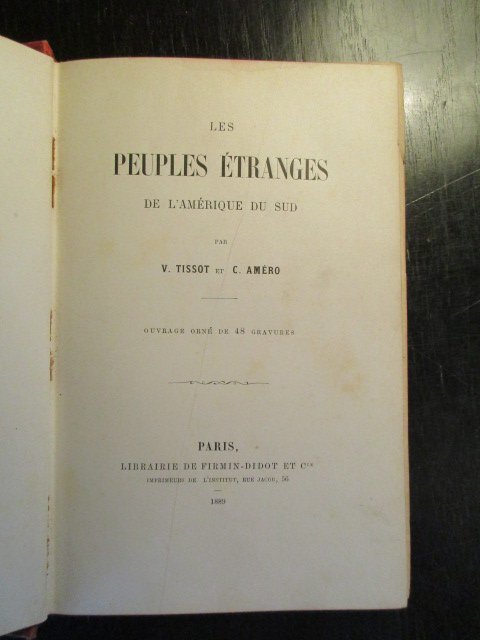 LES
PEUPLES ÉTRANGES
DE L'AMÉRIQUE DU SUD
PAR
V. TISSOT ET C. AMÉRO
OUVRAGE ORNÉ DE 48 GRAVURES
PARIS,
LIBRAIRIE DE FIRMIN-DIDOT ET Cie
IMPRIMEURS DE L'INSTITUT, RUE JACOB, 56
1889